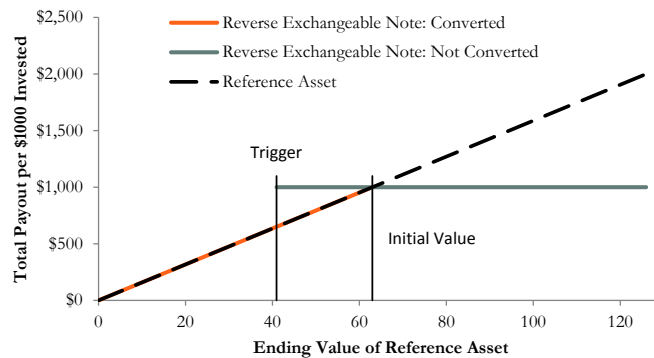 Total Payout per $1000 Invested
$2,500
$2,000
$1,500
$1,000
$500
$0
Reverse Exchangeable Note: Converted
Reverse Exchangeable Note: Not Converted
Reference Asset
Trigger
Initial Value
0 20 40 60 80 100 120
Ending Value of Reference Asset